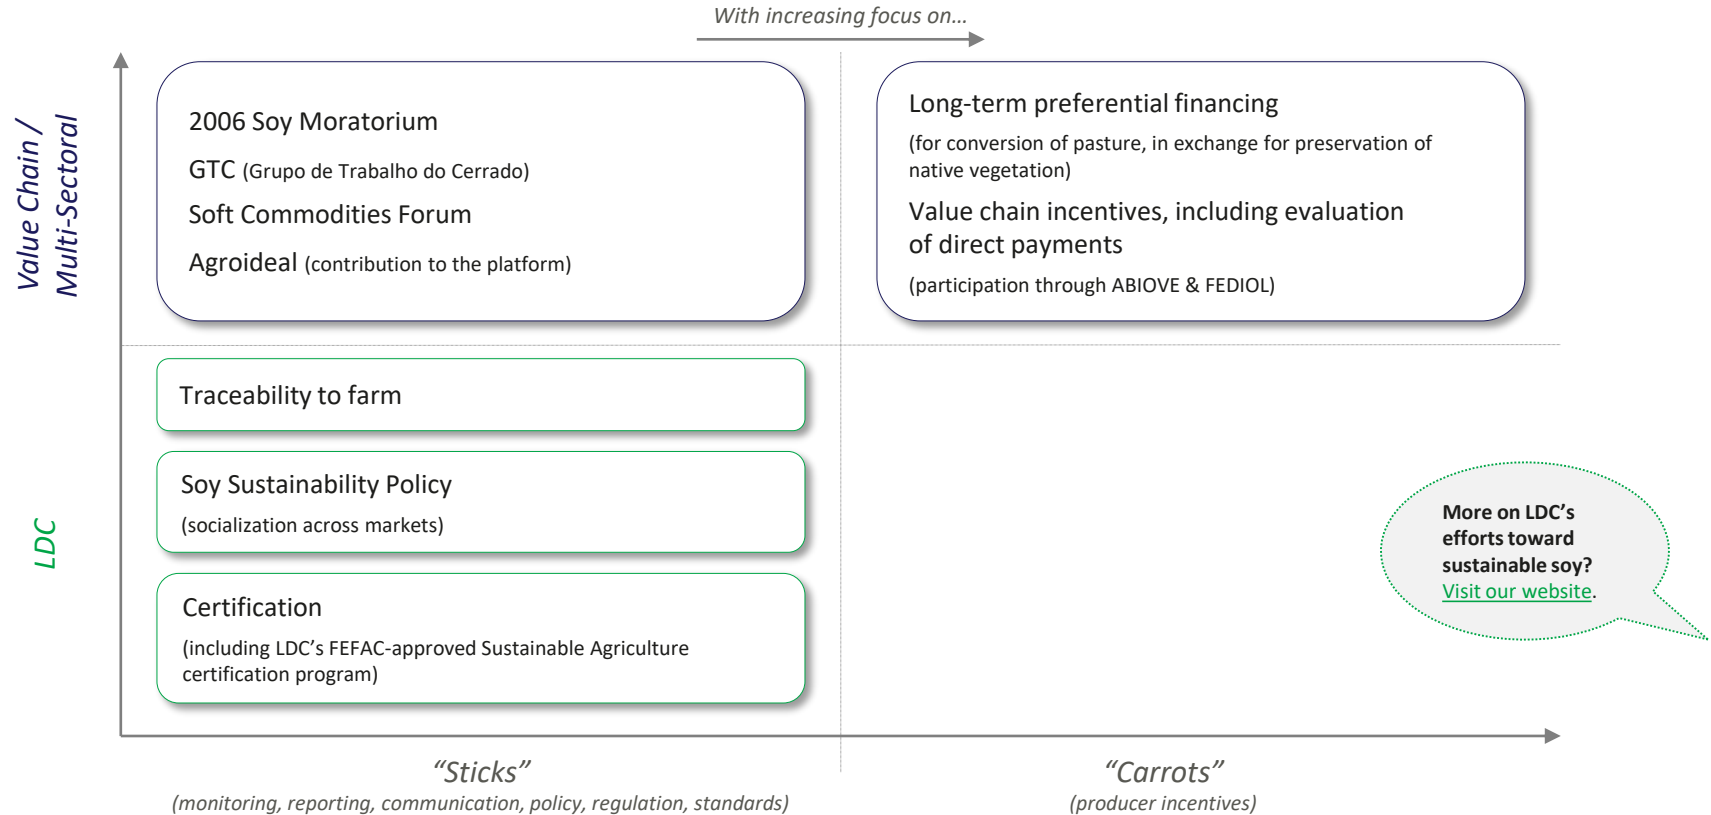 With increasing focus on…
Value Chain /
Multi-Sectoral
2006 Soy Moratorium
GTC (Grupo de Trabalho do Cerrado)
Soft Commodities Forum
Agroideal (contribution to the platform)
Long-term preferential financing
(for conversion of pasture, in exchange for preservation of
native vegetation)
Value chain incentives, including evaluation
of direct payments
(participation through ABIOVE & FEDIOL)
LDC
Traceability to farm
Soy Sustainability Policy
(socialization across markets)
Certification
(including LDC’s FEFAC-approved Sustainable Agriculture
certification program)
More on LDC’s
efforts toward
sustainable soy?
Visit our website.
“Sticks”
(monitoring, reporting, communication, policy, regulation, standards)
“Carrots”
(producer incentives)